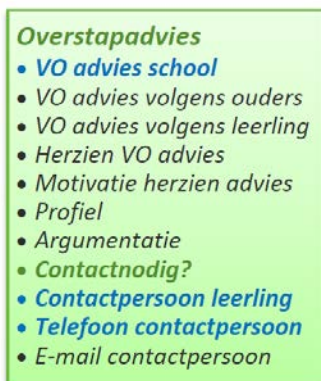 Overstapadvies
• VO advies school
• VO advies volgens ouders
• VO advies volgens leerling
• Herzien VO advies
• Motivatie herzien advies
• Profiel
• Argumentatie
• Contactnodig?
• Contactpersoon leerling
• Telefoon contactpersoon
• E-mail contactpersoon